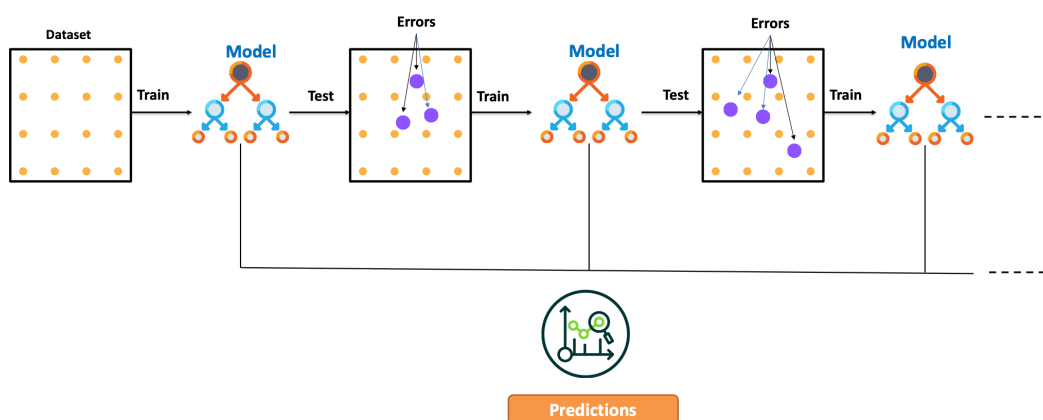 Dataset
Train
Model
Test
Errors
Train
Model
Test
Errors
Train
Model
Predictions